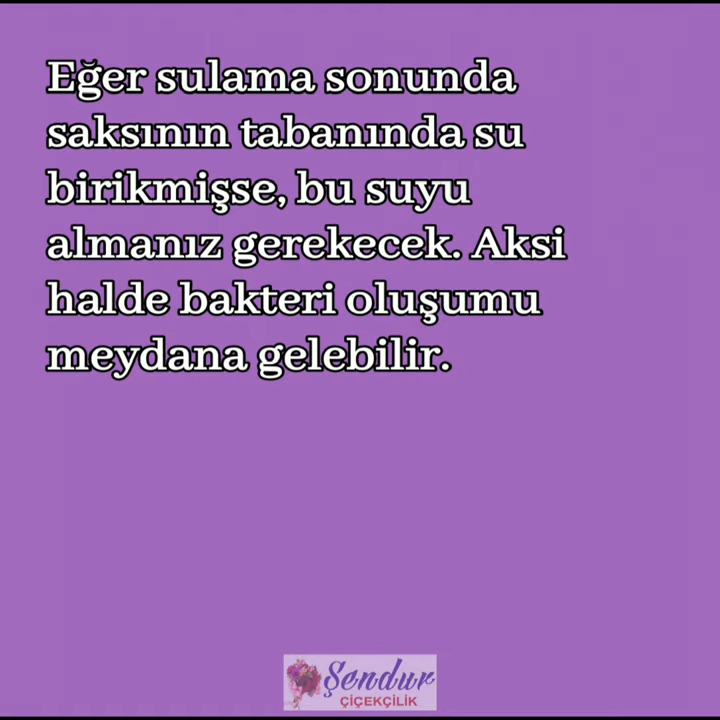 Eğer sulama sonunda
saksının tabanında su
birikmişse, bu suyu
almanız gerekecek. Aksi
halde bakteri oluşumu
meydana gelebilir.
Şendur
ÇİÇEKÇİLİK